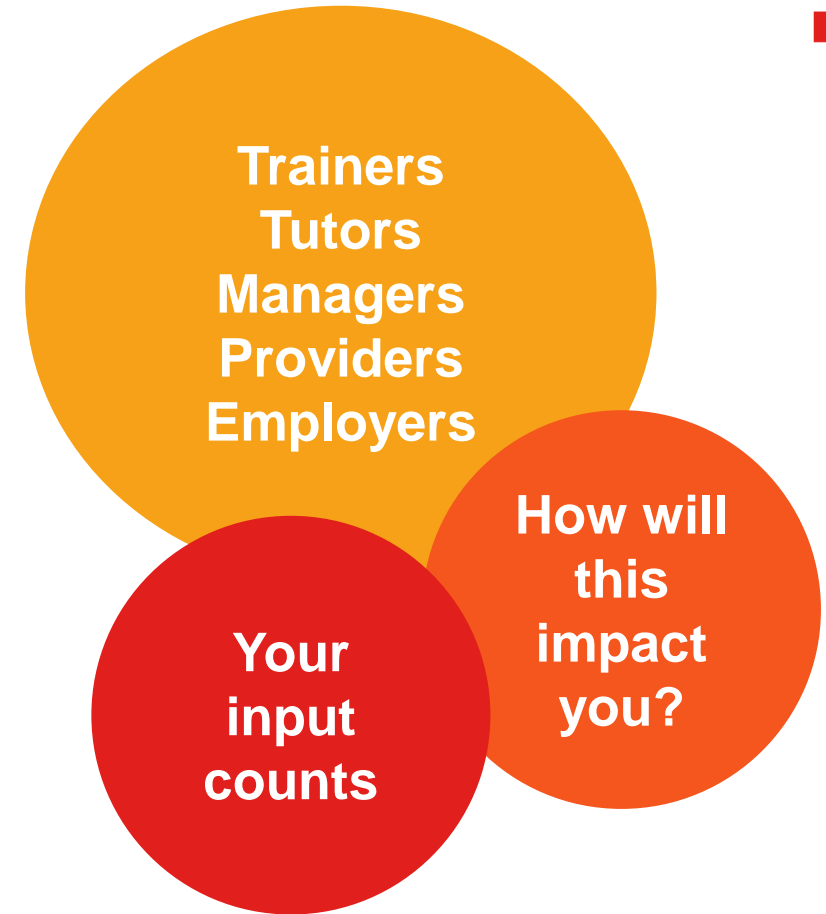 Trainers
Tutors
Managers
Providers
Employers
How will
this
impact
you?
Your
input
counts